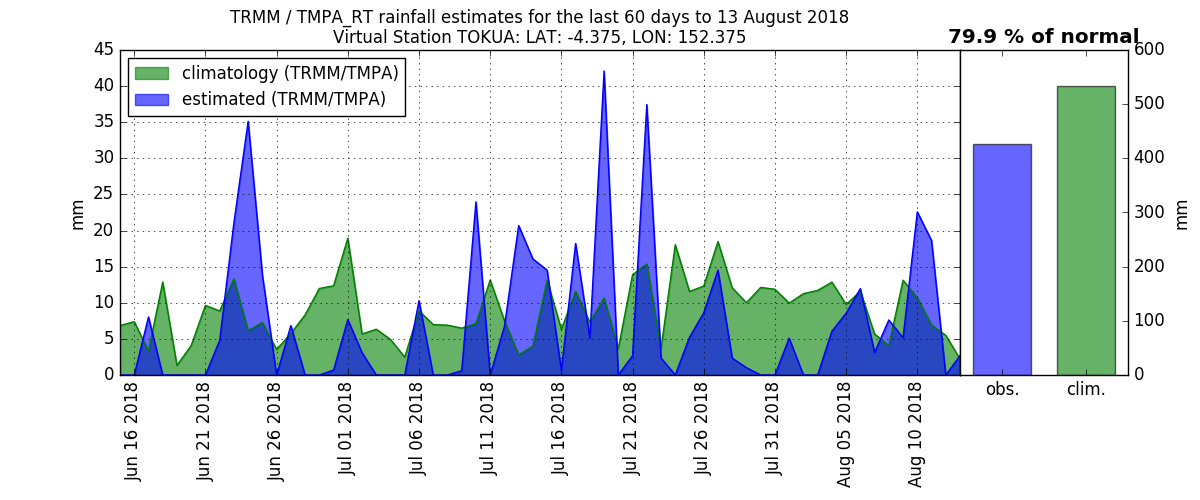 TRMM / TMPA_RT rainfall estimates for the last 60 days to 13 August 2018
Virtual Station TOKUA: LAT: -4.375, LON: 152.375
79.9 % of normal
climatology (TRMM/TMPA)
estimated (TRMM/TMPA)
45
40
35
30
25
20
15
10
5
0
mm
Jun 16 2018
Jun 21 2018
Jun 26 2018
Jul 01 2018
Jul 06 2018
Jul 11 2018
Jul 16 2018
Jul 21 2018
Jul 26 2018
Jul 31 2018
Aug 05 2018
Aug 10 2018
obs.
clim.
600
500
400
300
200
100
0
mm